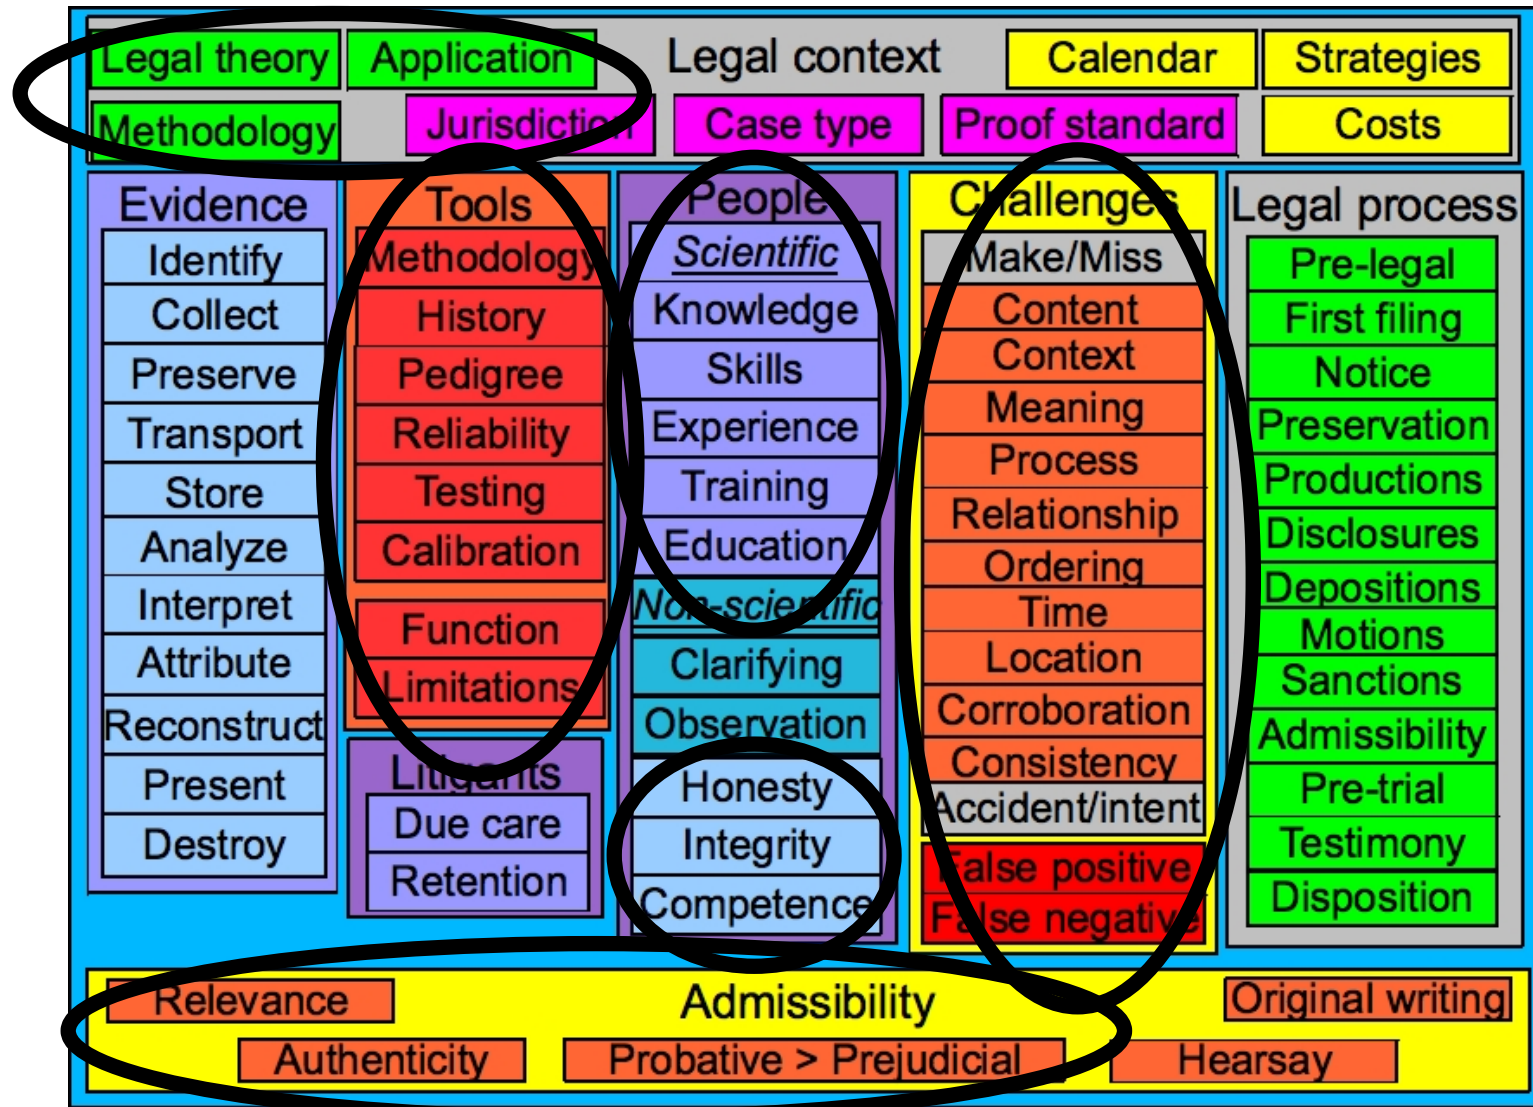 Legal theory
Application
Legal context
Calendar
Strategies
Methodology
Jurisdiction
Case type
Proof standard
Costs
Evidence
Identify
Collect
Preserve
Transport
Store
Analyze
Interpret
Attribute
Reconstruct
Present
Destroy
Tools
Methodology
History
Pedigree
Reliability
Testing
Calibration
Function
Limitations
Litigants
Due care
Retention
People
Scientific
Knowledge
Skills
Experience
Training
Education
Non-scientific
Clarifying
Observation
Honesty
Integrity
Competence
Challenges
Make/Miss
Content
Context
Meaning
Process
Relationship
Ordering
Time
Location
Corroboration
Consistency
Accident/intent
False positive
False negative
Legal process
Pre-legal
First filing
Notice
Preservation
Productions
Disclosures
Depositions
Motions
Sanctions
Admissibility
Pre-trial
Testimony
Disposition
Relevance
Admissibility
Original writing
Authenticity
Probative > Prejudicial
Hearsay